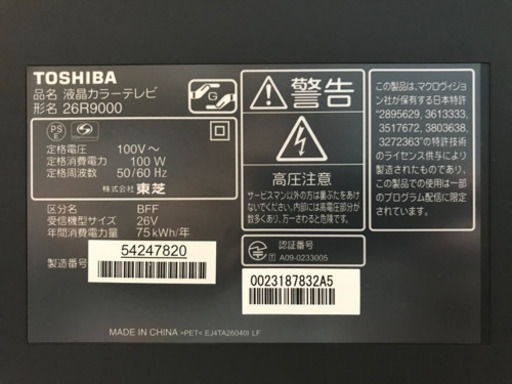 TOSHIBA
品名 液晶カラーテレビ
形名 26R9000
PS
E
定格電圧 100V～
定格消費電力 100 W
定格周波数 50/60 Hz
株式会社 東芝
区分名 BFF
受信機型サイズ 26V
年間消費電力量 75 kWh/年
54247820
製造番号
警告
高圧注意
サービスマン以外の方は裏ぶたをあけないでください。内部には高電圧部分が
数多くあり、万一さわると危険です。
認証番号
T A09-0233005
0023187832A5
この製品は、マクロヴィジョ
ン社が保有する日本特許
"2895629, 3613333,
3517672, 3803638,
3272363" の特許技術
のライセンス供与により
製造されたものであり、こ
の製品での使用は一部
のプログラム配信に限定さ
れます。
MADE IN CHINA >PET< EJ4TA26040I LF